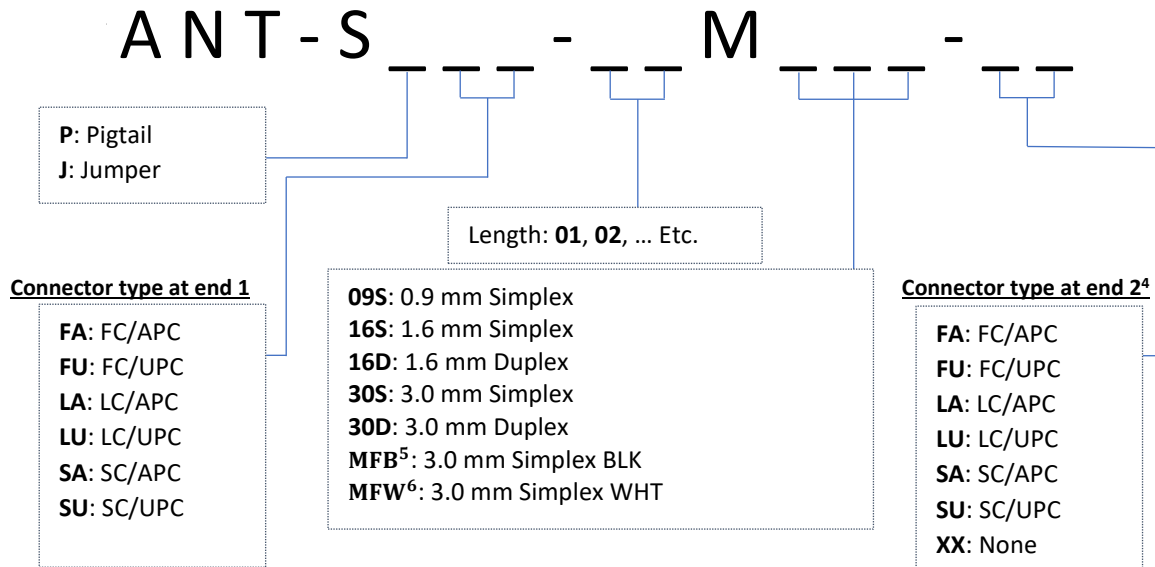 ANT-S_ _ _ - _ _ M _ _ _ - _ _
P: Pigtail
J: Jumper
Length: 01, 02, ... Etc.
Connector type at end 1
FA: FC/APC
FU: FC/UPC
LA: LC/APC
LU: LC/UPC
SA: SC/APC
SU: SC/UPC
09S: 0.9 mm Simplex
16S: 1.6 mm Simplex
16D: 1.6 mm Duplex
30S: 3.0 mm Simplex
30D: 3.0 mm Duplex
MFB⁵: 3.0 mm Simplex BLK
MFW⁶: 3.0 mm Simplex WHT
Connector type at end 2⁴
FA: FC/APC
FU: FC/UPC
LA: LC/APC
LU: LC/UPC
SA: SC/APC
SU: SC/UPC
XX: None